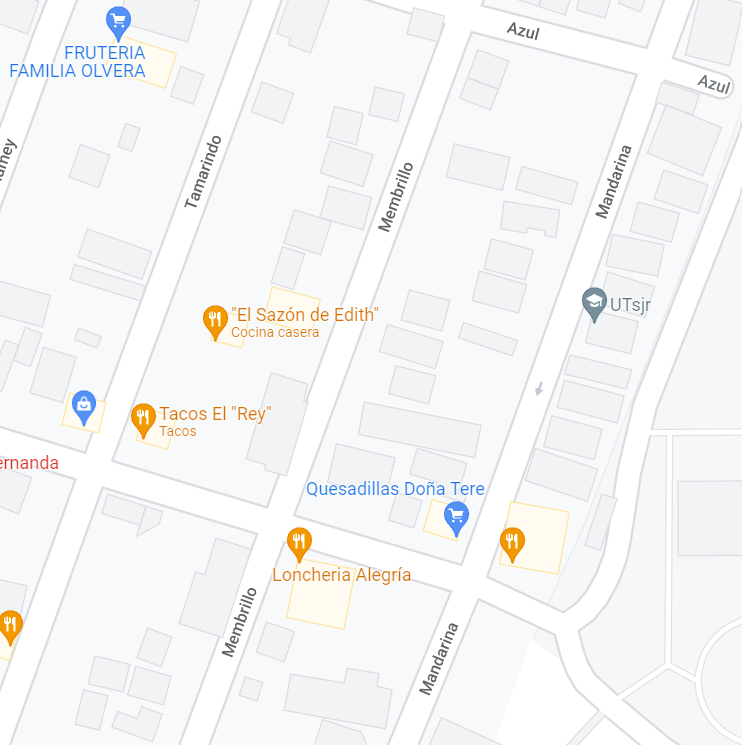 Azul
FRUTERIA
FAMILIA OLVERA
Azul
Tamarindo
Membrillo
Mandarina
"El Sazón de Edith"
Cocina casera
UTsjr
Tacos El "Rey"
Tacos
Quesadillas Doña Tere
Loncheria Alegría
Membrillo
Mandarina